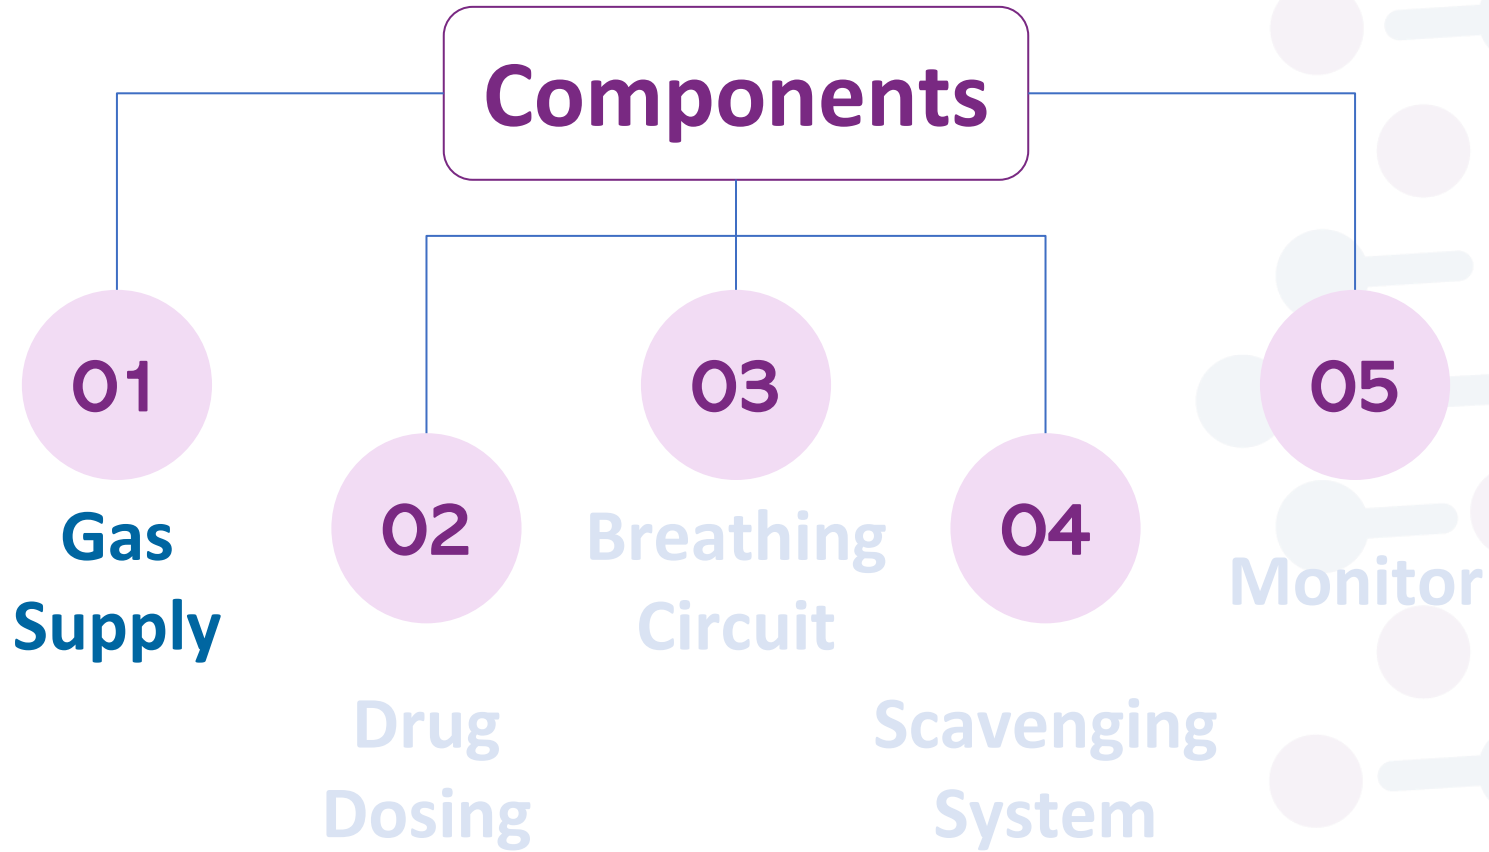 Components
01
Gas
Supply
02
Drug
Dosing
03
Breathing
Circuit
04
Scavenging
System
05
Monitor